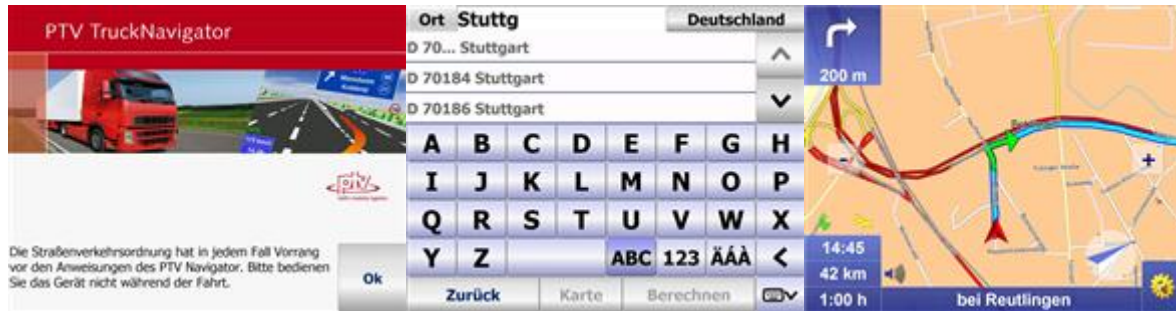 PTV TruckNavigator
ptv
Die Straßenverkehrsordnung hat in jedem Fall Vorrang
vor den Anweisungen des PTV Navigator. Bitte bedienen
Sie das Gerät nicht während der Fahrt.
Ok
Ort Stuttg Deutschland
D 70... Stuttgart
D 70184 Stuttgart
D 70186 Stuttgart
A B C D E F G H
I J K L M N O P
Q R S T U V W X
Y Z ABC 123 ÄÁÀ <
Zurück Karte Berechnen
200 m
- +
14:45
42 km
1:00 h
bei Reutlingen